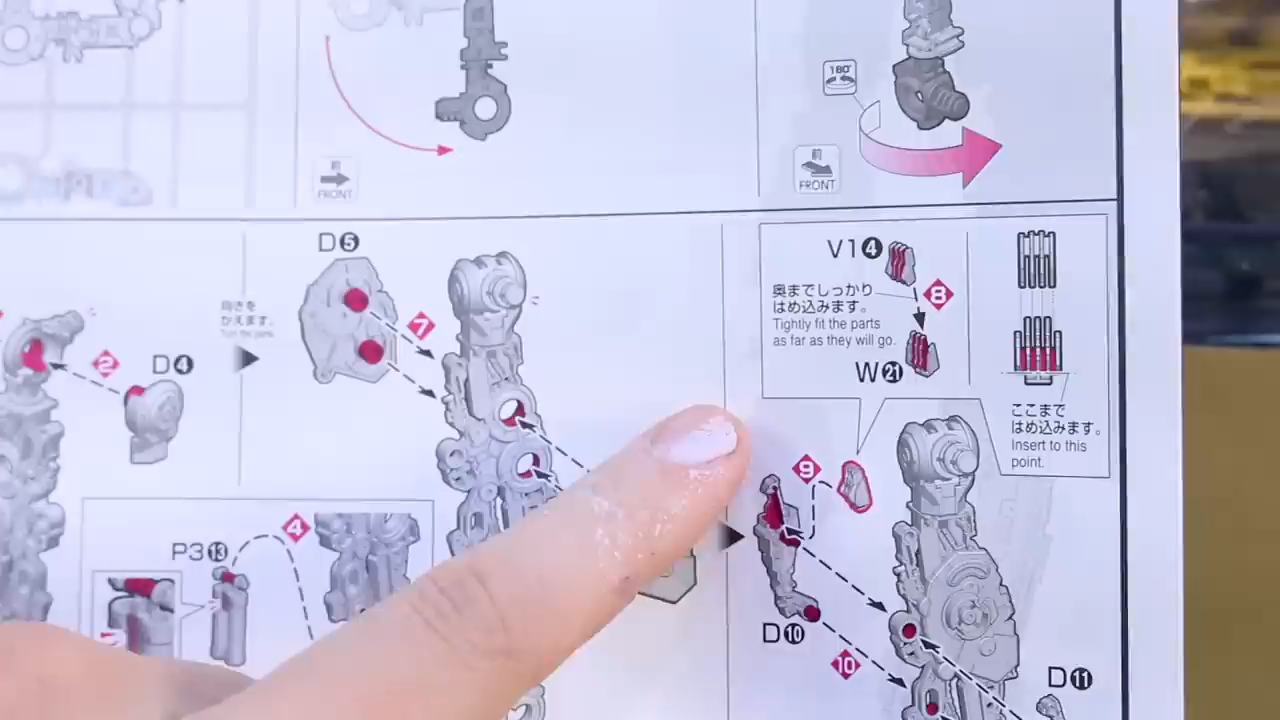 180°
前
FRONT
前
FRONT
D5
7
向きを
かえます。
2
D4
V14
8
奥までしっかり
はめ込みます。
Tightly fit the parts
as far as they will go.
W21
ここまで
はめ込みます。
Insert to this
point.
9
4
P313
D10
10
D11